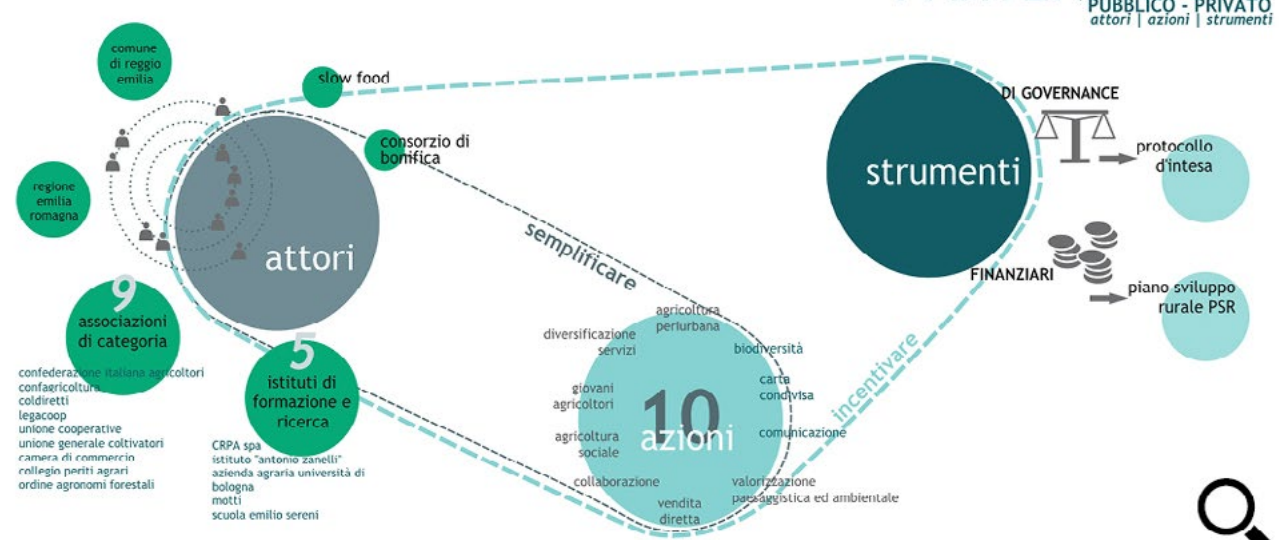 PUBBLICO - PRIVATO
attori | azioni | strumenti
comune
di reggio
emilia
slow food
consorzio di
bonifica
regione
emilia
romagna
attori
semplificare
strumenti
DI GOVERNANCE
protocollo
d'intesa
FINANZIARI
piano sviluppo
rurale PSR
incentivare
9
associazioni
di categoria
confederazione italiana agricoltori
confagricoltura
coldiretti
legacoop
unione cooperative
unione generale coltivatori
camera di commercio
collegio periti agrari
ordine agronomi forestali
5
istituti di
formazione e
ricerca
CRPA spa
istituto "antonio zanelli"
azienda agraria università di
bologna
motti
scuola emilio sereni
10
azioni
agricoltura
periurbana
biodiversità
carta
condivisa
comunicazione
valorizzazione
paesaggistica ed ambientale
vendita
diretta
collaborazione
agricoltura
sociale
giovani
agricoltori
diversificazione
servizi